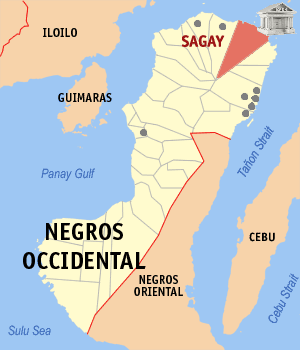 ILOILO
SAGAY
GUIMARAS
Tañon Strait
Panay Gulf
NEGROS
OCCIDENTAL
CEBU
NEGROS
ORIENTAL
Cebu Strait
Sulu Sea